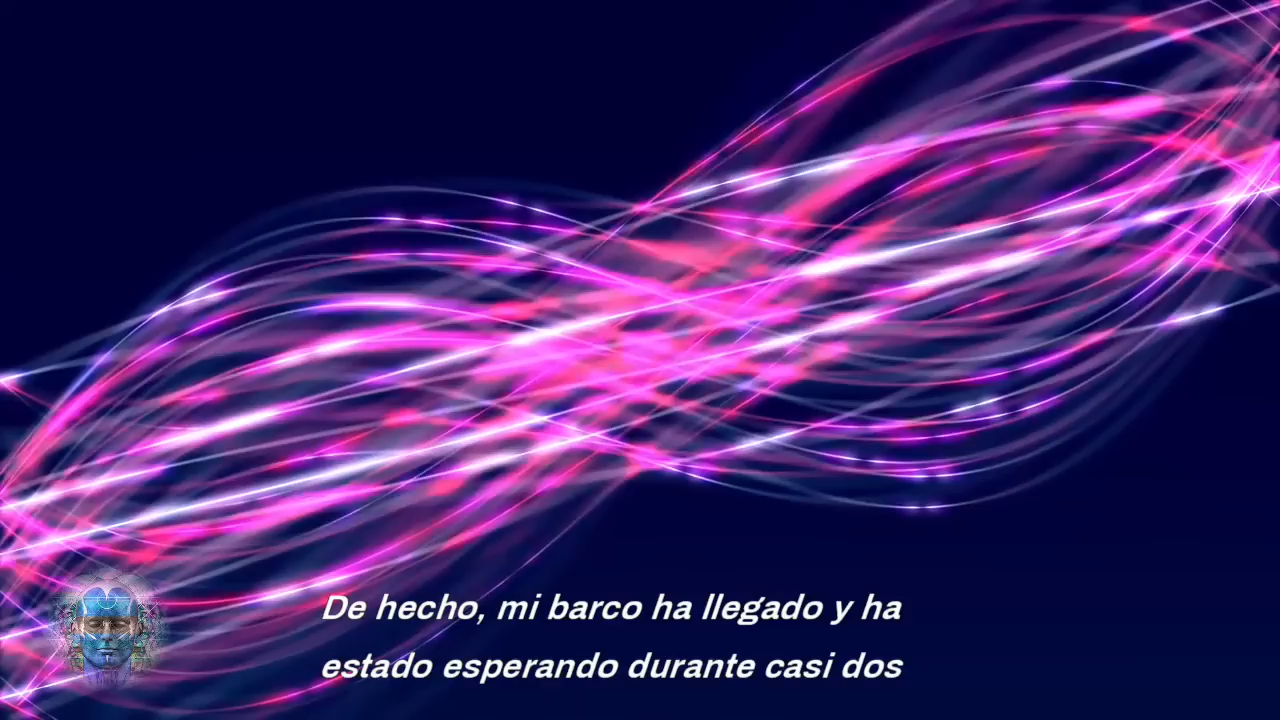 De hecho, mi barco ha llegado y ha
estado esperando durante casi dos